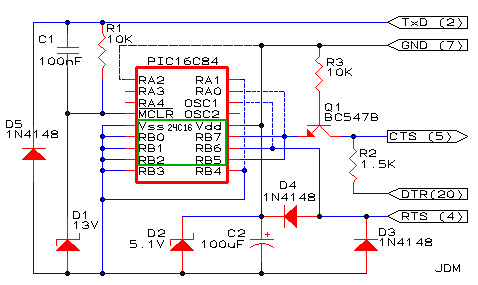 R1
10K
C1
100nF
TxD (2)
GND (7)
PIC16C84
RA2
RA3
RA4
MCLR
Vss
RB0
RB1
RB2
RB3
24C16
RA1
RA0
OSC1
OSC2
Vdd
RB7
RB6
RB5
RB4
R3
10K
Q1
BC547B
CTS (5)
R2
1.5K
DTR(20)
RTS (4)
D5
1N4148
D4
1N4148
D1
13V
D2
5.1V
C2
100uF
+
D3
1N4148
JDM